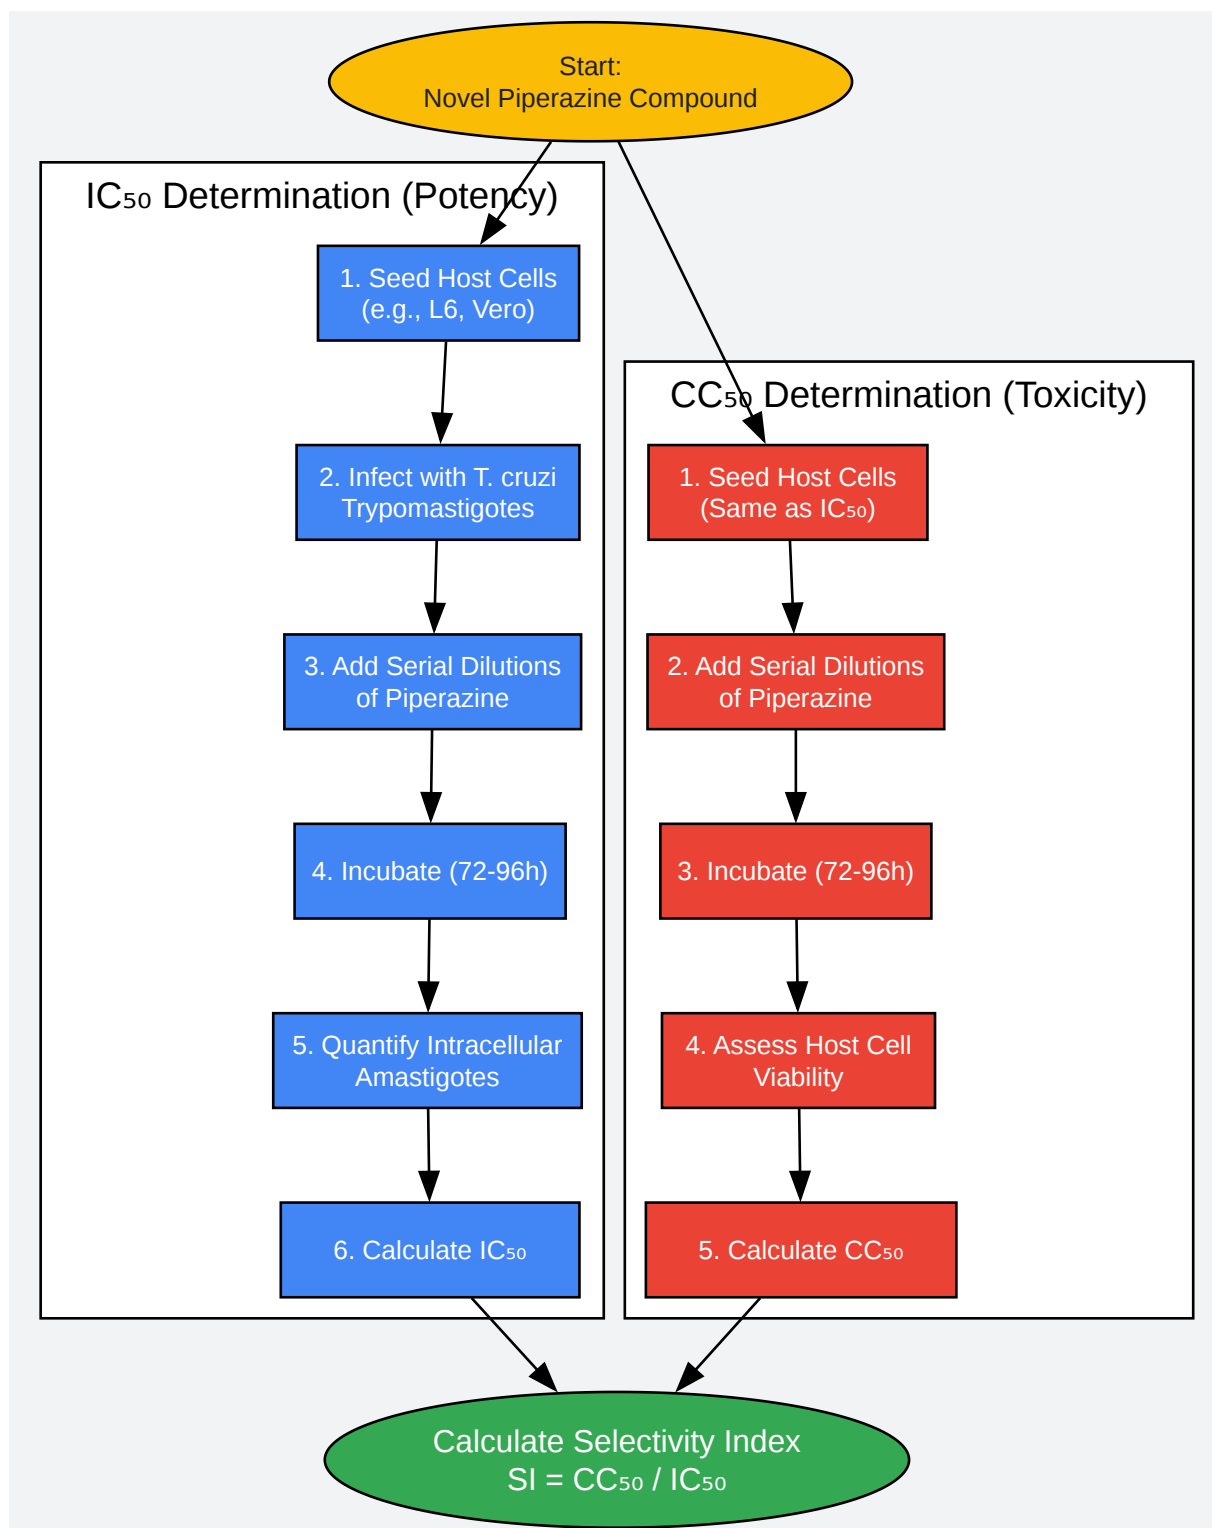 Start:
Novel Piperazine Compound
IC₅₀ Determination (Potency)
1. Seed Host Cells
(e.g., L6, Vero)
2. Infect with T. cruzi
Trypomastigotes
3. Add Serial Dilutions
of Piperazine
4. Incubate (72-96h)
5. Quantify Intracellular
Amastigotes
6. Calculate IC₅₀
CC₅₀ Determination (Toxicity)
1. Seed Host Cells
(Same as IC₅₀)
2. Add Serial Dilutions
of Piperazine
3. Incubate (72-96h)
4. Assess Host Cell
Viability
5. Calculate CC₅₀
Calculate Selectivity Index
SI = CC₅₀ / IC₅₀